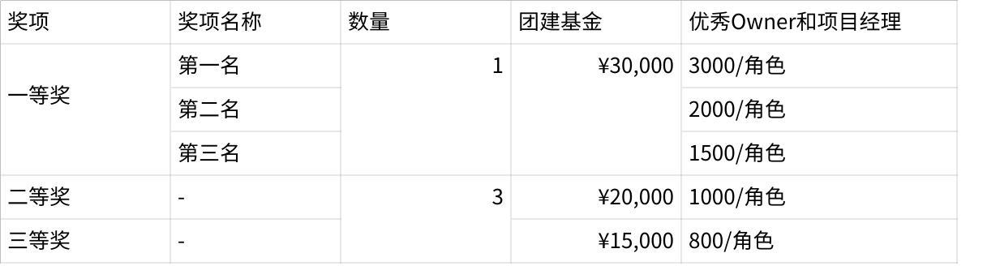 奖项 奖项名称 数量 团建基金 优秀Owner和项目经理
一等奖 第一名 1 ¥30,000 3000/角色
第二名 2000/角色
第三名 1500/角色
二等奖 - 3 ¥20,000 1000/角色
三等奖 - ¥15,000 800/角色